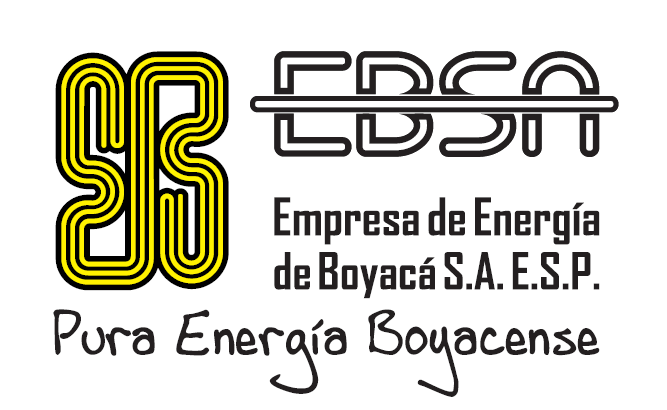 EBSA
Empresa de Energía
de Boyacá S.A. E.S.P.
Pura Energía Boyacense